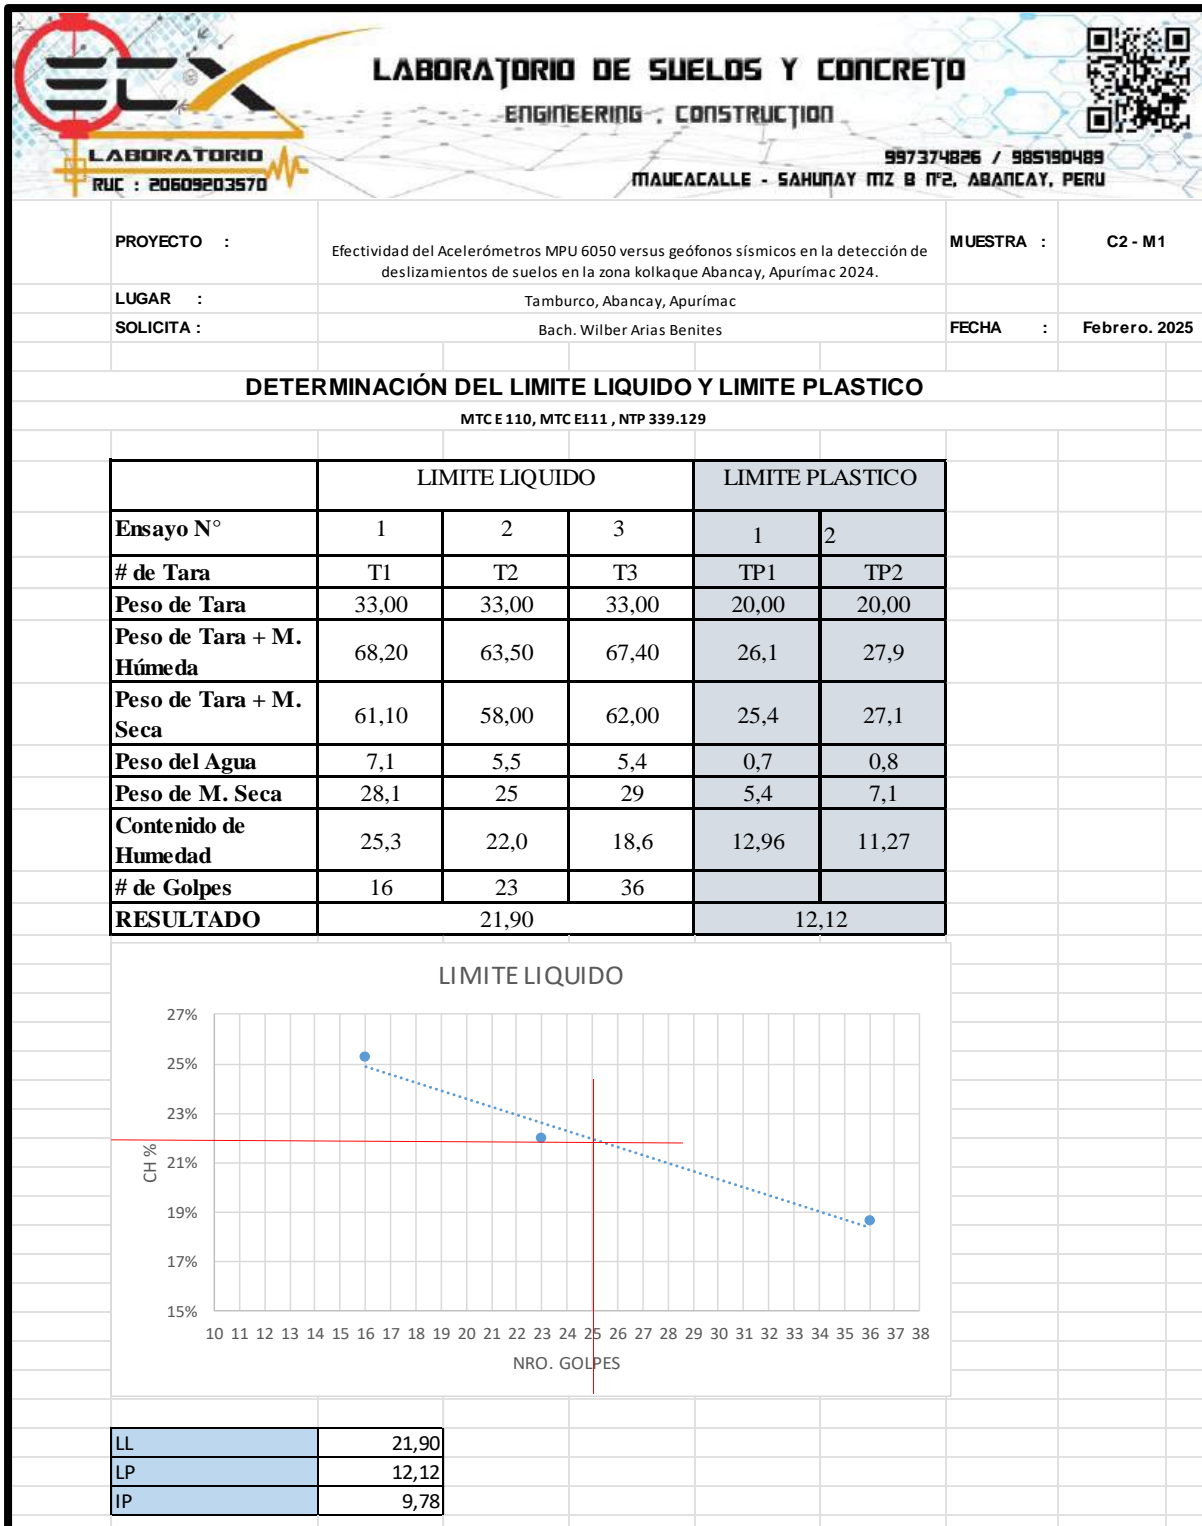 ECX
LABORATORIO
RUC : 20609203570
LABORATORIO DE SUELOS Y CONCRETO
ENGINEERING , CONSTRUCTION
997374826 / 985190489
MAUCACALLE - SAHUNAY MZ B N°2, ABANCAY, PERU
PROYECTO :
Efectividad del Acelerómetros MPU 6050 versus geófonos sísmicos en la detección de
deslizamientos de suelos en la zona kolkaque Abancay, Apurímac 2024.
MUESTRA : C2 - M1
LUGAR : Tamburco, Abancay, Apurímac
SOLICITA : Bach. Wilber Arias Benites FECHA : Febrero. 2025
DETERMINACIÓN DEL LIMITE LIQUIDO Y LIMITE PLASTICO
MTC E 110, MTC E111 , NTP 339.129
LIMITE LIQUIDO LIMITE PLASTICO
Ensayo N° 1 2 3 1 2
# de Tara T1 T2 T3 TP1 TP2
Peso de Tara 33,00 33,00 33,00 20,00 20,00
Peso de Tara + M.
Húmeda 68,20 63,50 67,40 26,1 27,9
Peso de Tara + M.
Seca 61,10 58,00 62,00 25,4 27,1
Peso del Agua 7,1 5,5 5,4 0,7 0,8
Peso de M. Seca 28,1 25 29 5,4 7,1
Contenido de
Humedad 25,3 22,0 18,6 12,96 11,27
# de Golpes 16 23 36
RESULTADO 21,90 12,12
LIMITE LIQUIDO
27%
25%
23%
21%
19%
17%
15%
CH %
10 11 12 13 14 15 16 17 18 19 20 21 22 23 24 25 26 27 28 29 30 31 32 33 34 35 36 37 38
NRO. GOLPES
LL 21,90
LP 12,12
IP 9,78